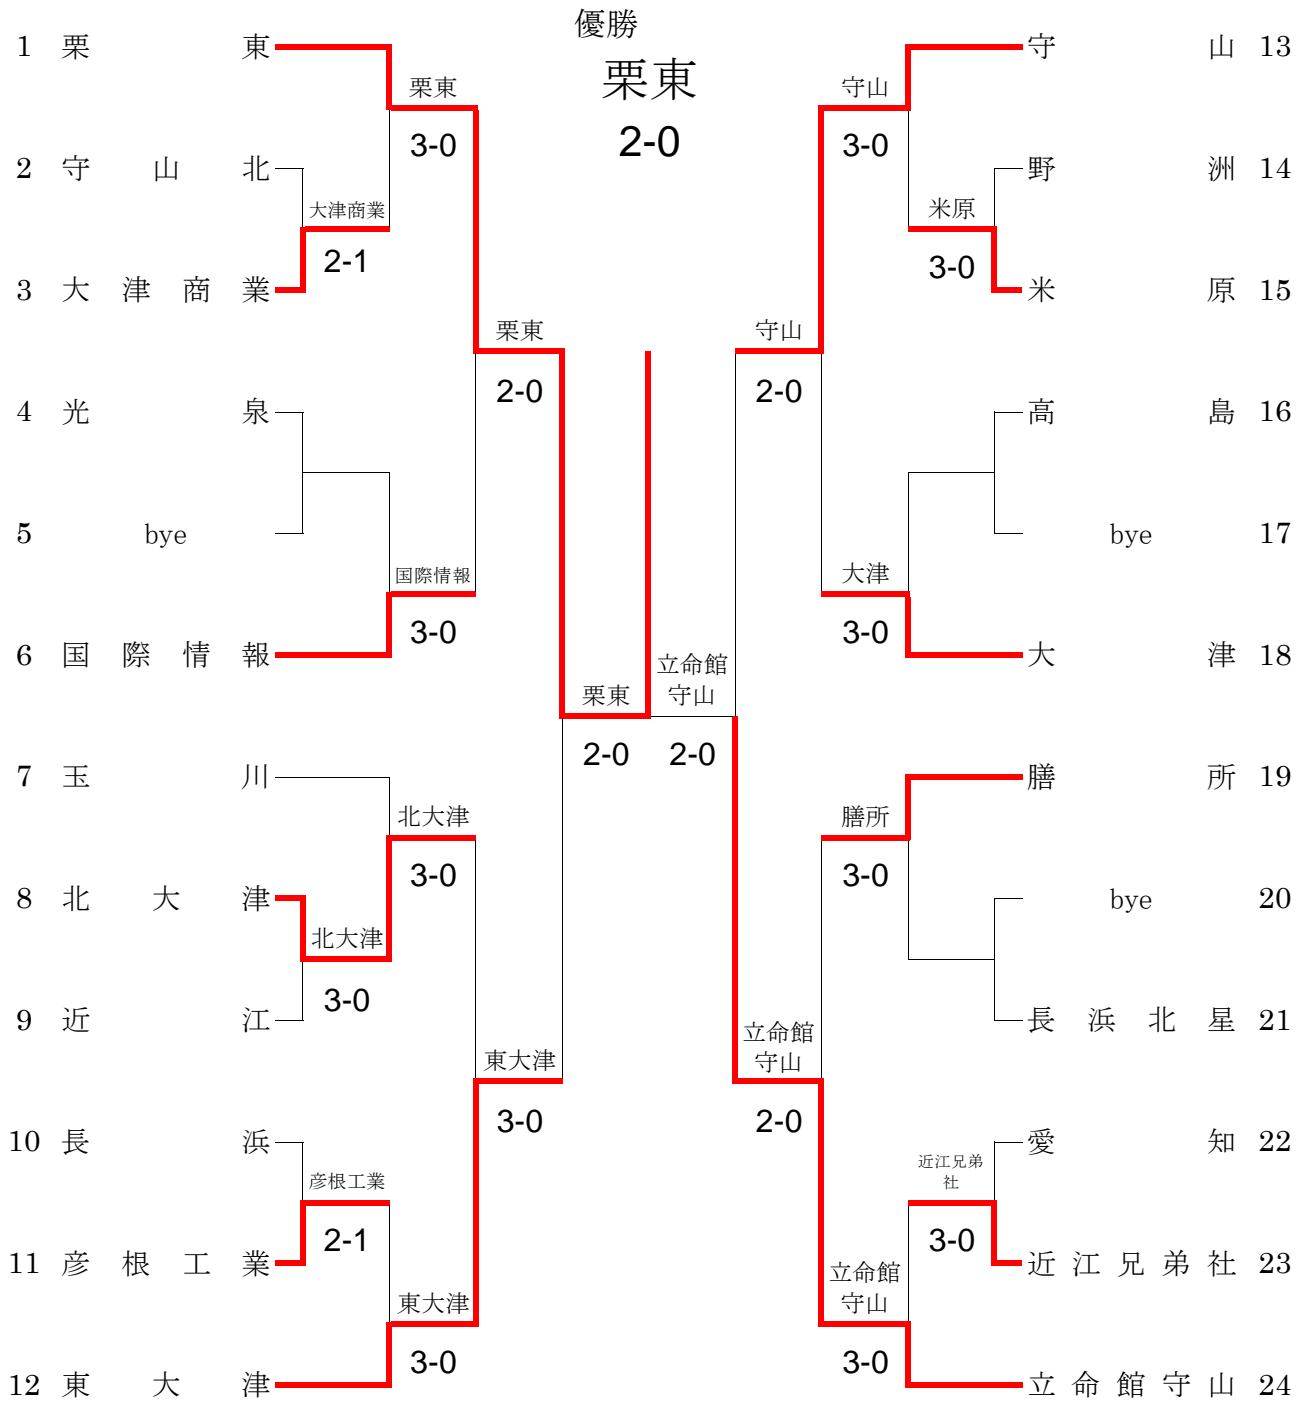 優勝
栗東
2-0
1 栗東
2 守山北
3 大津商業
4 光泉
5 bye
6 国際情報
7 玉川
8 北大津
9 近江
10 長浜
11 彦根工業
12 東大津
大津商業
2-1
北大津
3-0
彦根工業
2-1
栗東
3-0
国際情報
3-0
北大津
3-0
東大津
3-0
栗東
2-0
東大津
3-0
栗東
2-0
立命館
守山
2-0
守山
2-0
立命館
守山
2-0
守山
3-0
大津
3-0
膳所
3-0
立命館
守山
3-0
米原
3-0
近江兄弟
社
3-0
守山 13
野洲 14
米原 15
高島 16
bye 17
大津 18
膳所 19
bye 20
長浜北星 21
愛知 22
近江兄弟社 23
立命館守山 24